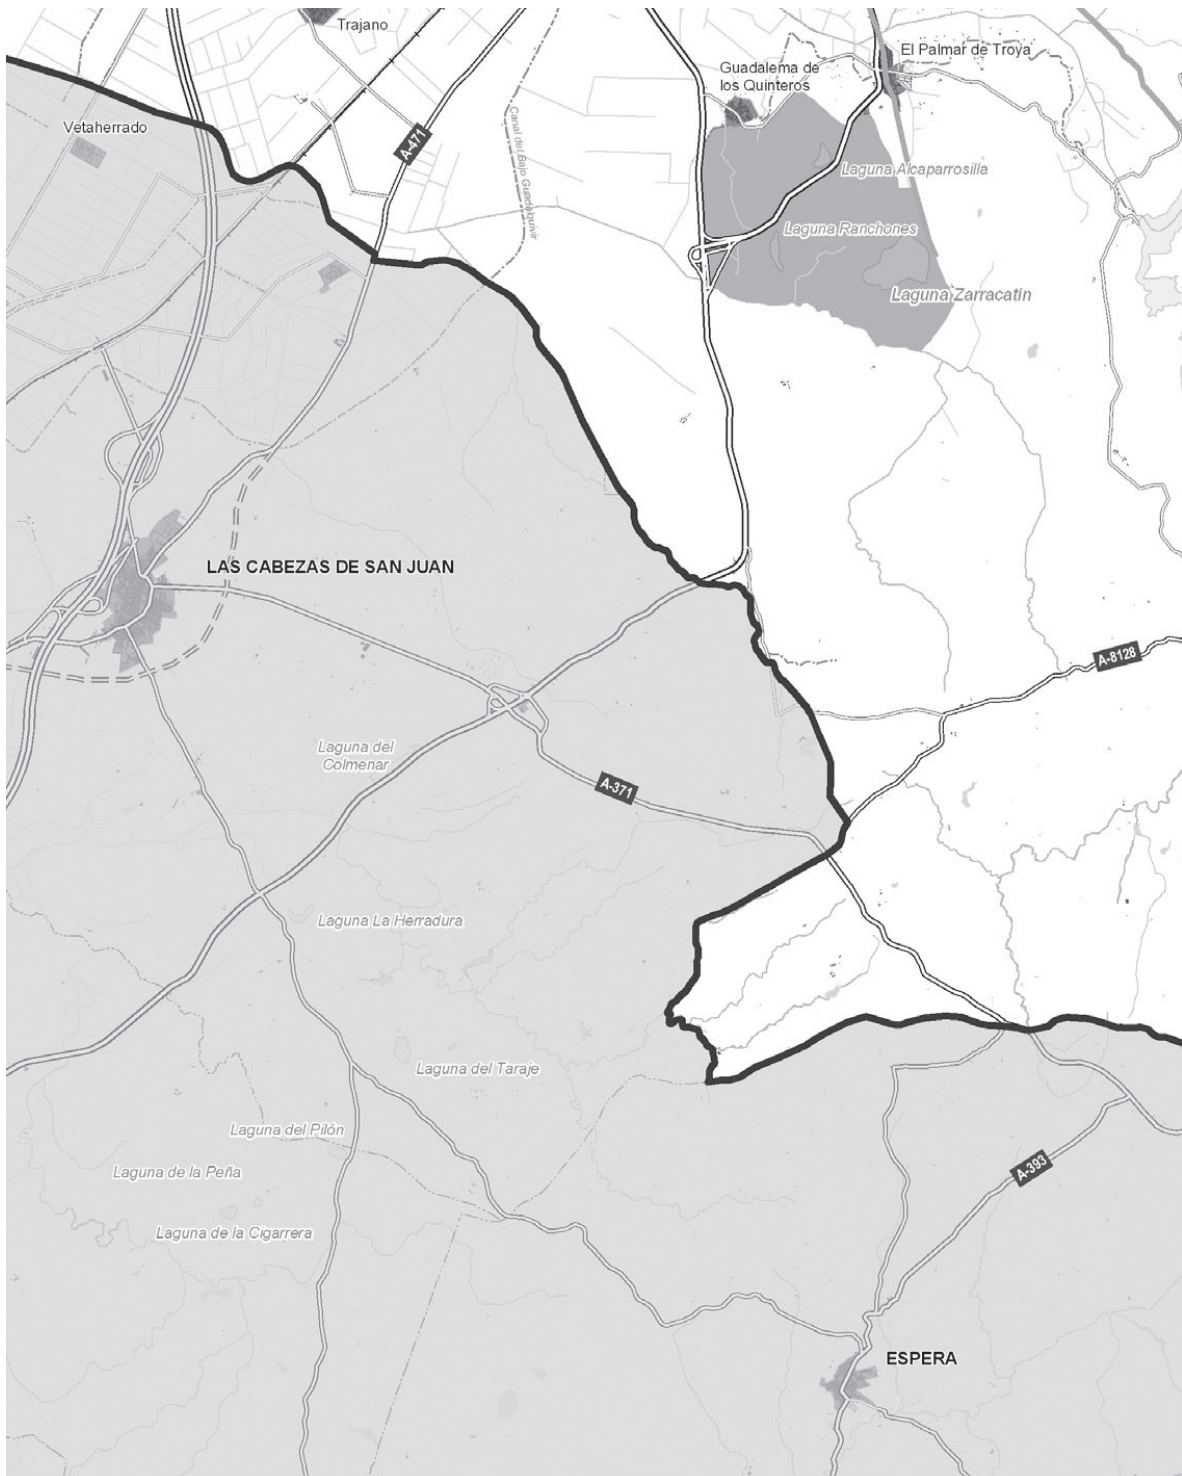 Trajano
El Palmar de Troya
Guadalema de
los Quinteros
Vetaherrado
A-471
Canal del Bajo Guadalquivir
Laguna Alcaparrosilla
Laguna Ranchones
Laguna Zarracatín
LAS CABEZAS DE SAN JUAN
A-8128
Laguna del
Colmenar
A-371
Laguna La Herradura
Laguna del Taraje
Laguna del Pilón
Laguna de la Peña
A-393
Laguna de la Cigarrera
ESPERA